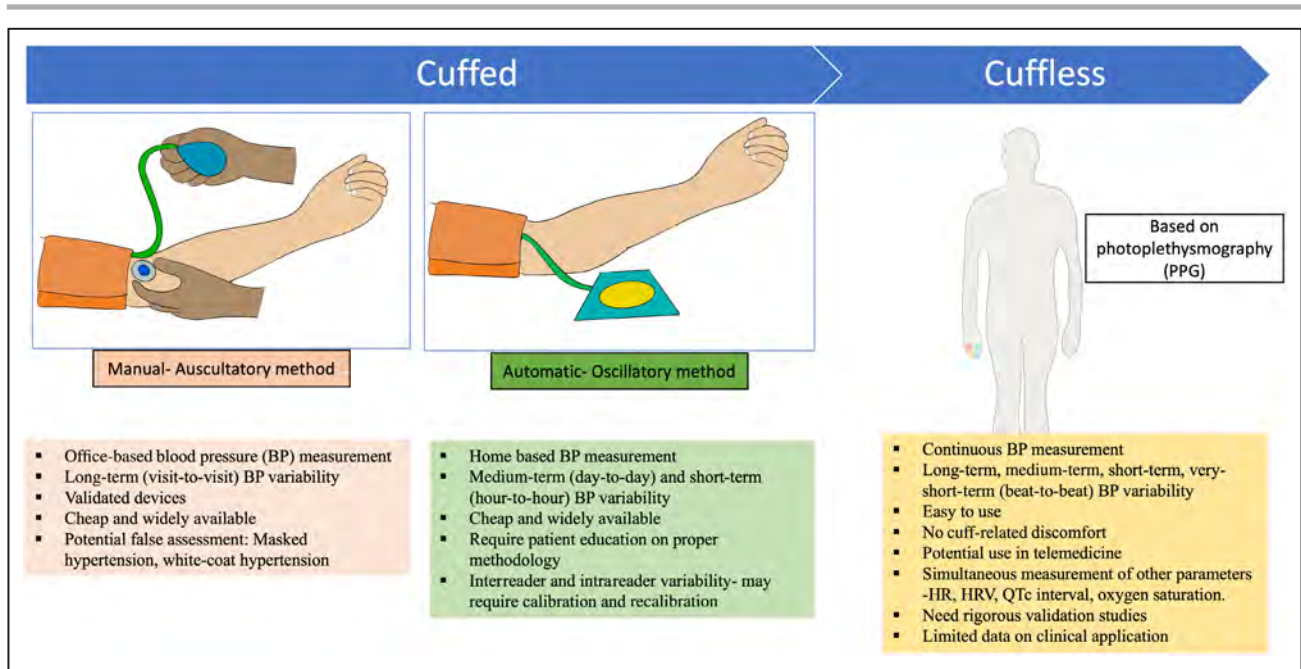 Cuffed
Cuffless
Based on
photoplethysmography
(PPG)
Manual- Auscultatory method
Automatic- Oscillatory method
▪ Office-based blood pressure (BP) measurement
▪ Long-term (visit-to-visit) BP variability
▪ Validated devices
▪ Cheap and widely available
▪ Potential false assessment: Masked
hypertension, white-coat hypertension
▪ Home based BP measurement
▪ Medium-term (day-to-day) and short-term
(hour-to-hour) BP variability
▪ Cheap and widely available
▪ Require patient education on proper
methodology
▪ Interreader and intrareader variability- may
require calibration and recalibration
▪ Continuous BP measurement
▪ Long-term, medium-term, short-term, very-
short-term (beat-to-beat) BP variability
▪ Easy to use
▪ No cuff-related discomfort
▪ Potential use in telemedicine
▪ Simultaneous measurement of other parameters
-HR, HRV, QTc interval, oxygen saturation.
▪ Need rigorous validation studies
▪ Limited data on clinical application